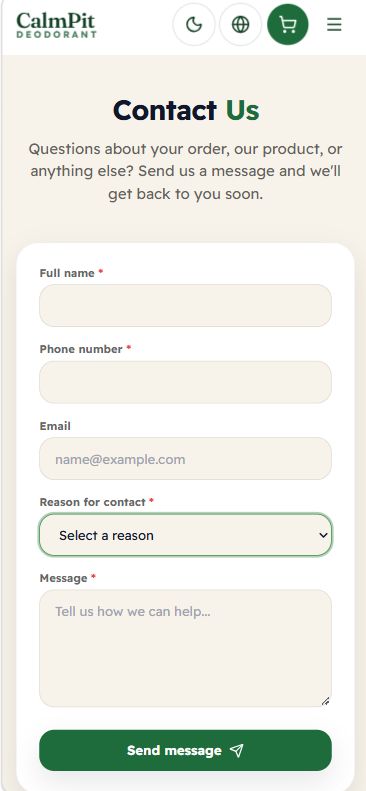 CalmPit
DEODORANT
Contact Us
Questions about your order, our product, or
anything else? Send us a message and we'll
get back to you soon.
Full name *
Phone number *
Email
name@example.com
Reason for contact *
Select a reason
Message *
Tell us how we can help...
Send message